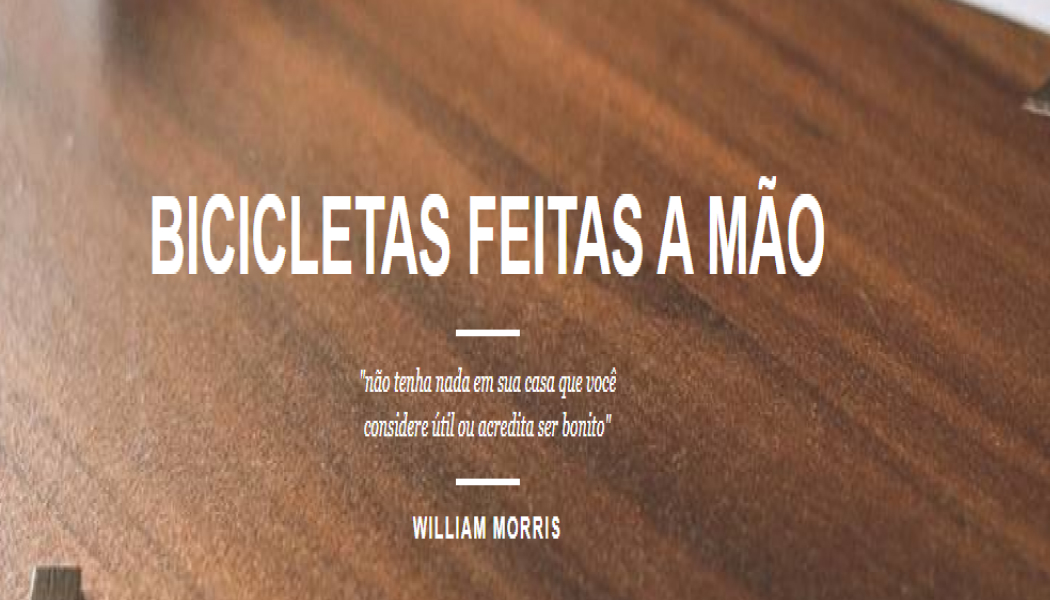 BICICLETAS FEITAS A MÃO
"não tenha nada em sua casa que você
considere útil ou acredita ser bonito"
WILLIAM MORRIS